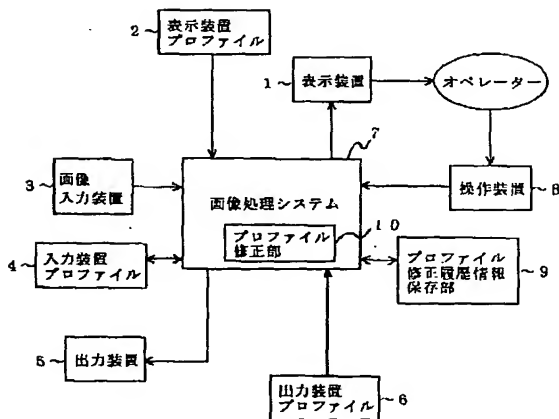 2
表示装置
プロファイル
1
表示装置
オペレーター
7
3
画像
入力装置
画像処理システム
操作装置
8
10
プロファイル
修正部
4
入力装置
プロファイル
プロファイル
修正履歴情報
保存部
9
5
出力装置
出力装置
プロファイル
6